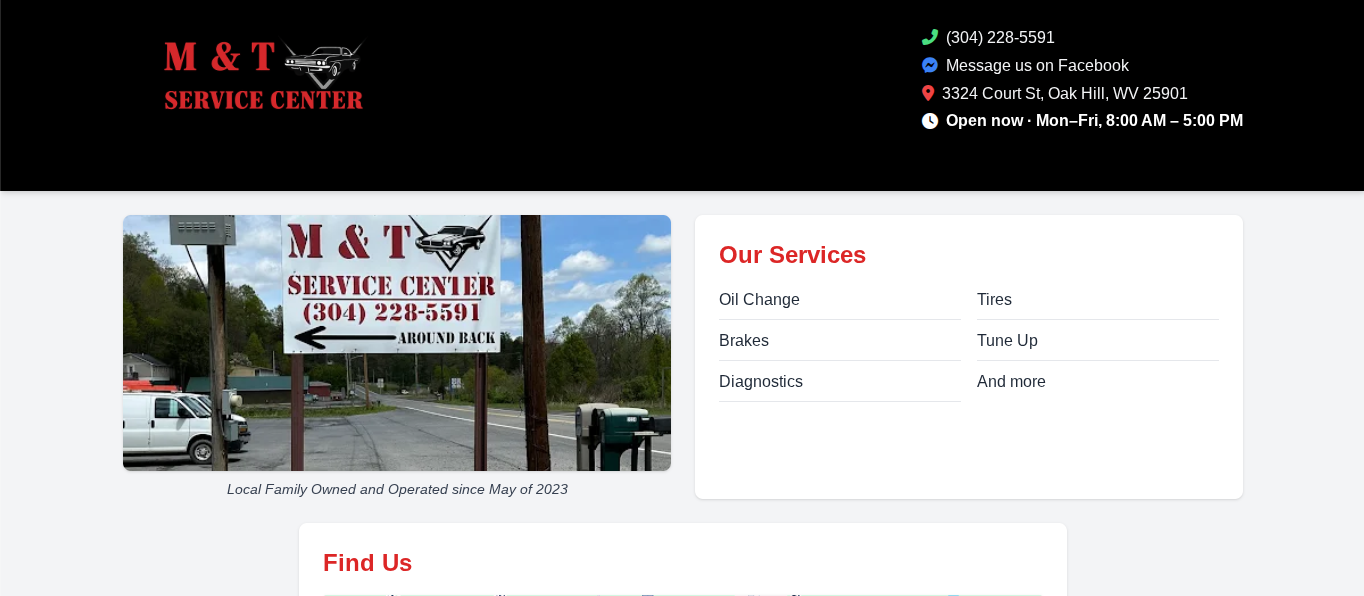 M & T
SERVICE CENTER
(304) 228-5591
Message us on Facebook
3324 Court St, Oak Hill, WV 25901
Open now · Mon–Fri, 8:00 AM – 5:00 PM
M & T
SERVICE CENTER
(304) 228-5591
AROUND BACK
Local Family Owned and Operated since May of 2023
Our Services
Oil Change
Tires
Brakes
Tune Up
Diagnostics
And more
Find Us